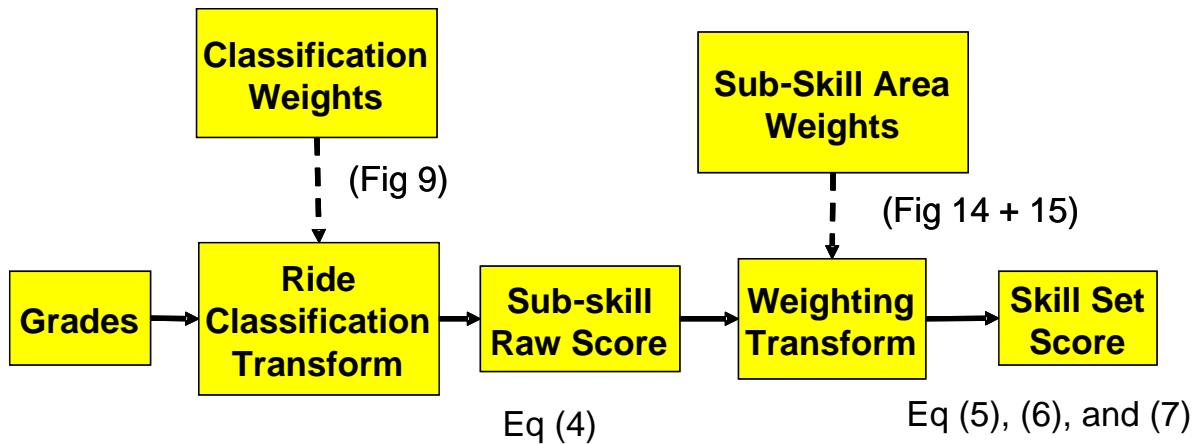 Classification
Weights
Sub-Skill Area
Weights
(Fig 9)
(Fig 14 + 15)
Grades
Ride
Classification
Transform
Sub-skill
Raw Score
Weighting
Transform
Skill Set
Score
Eq (4)
Eq (5), (6), and (7)